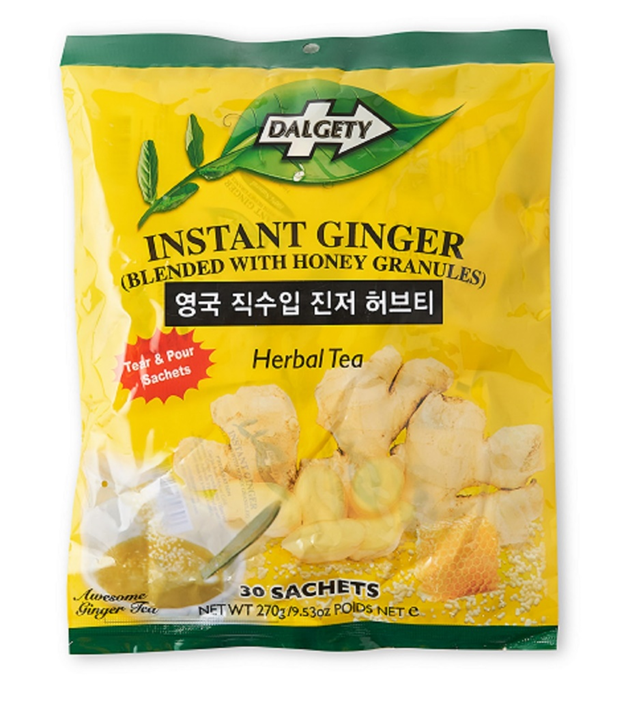 DALGETY
INSTANT GINGER
(BLENDED WITH HONEY GRANULES)
영국 직수입 진저 허브티
Herbal Tea
Tear & Pour
Sachets
Awesome
Ginger Tea
30 SACHETS
NET WT 270g/9.53oz POIDS NET e